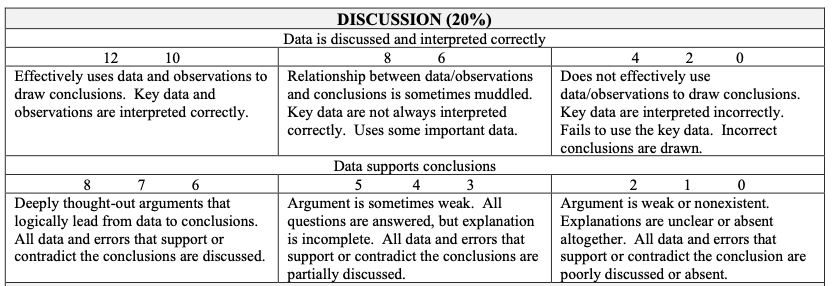 DISCUSSION (20%)
Data is discussed and interpreted correctly
12 10
8 6
4 2 0
Effectively uses data and observations to
draw conclusions. Key data and
observations are interpreted correctly.
Relationship between data/observations
and conclusions is sometimes muddled.
Key data are not always interpreted
correctly. Uses some important data.
Does not effectively use
data/observations to draw conclusions.
Key data are interpreted incorrectly.
Fails to use the key data. Incorrect
conclusions are drawn.
Data supports conclusions
8 7 6
5 4 3
2 1 0
Deeply thought-out arguments that
logically lead from data to conclusions.
All data and errors that support or
contradict the conclusions are discussed.
Argument is sometimes weak. All
questions are answered, but explanation
is incomplete. All data and errors that
support or contradict the conclusions are
partially discussed.
Argument is weak or nonexistent.
Explanations are unclear or absent
altogether. All data and errors that
support or contradict the conclusion are
poorly discussed or absent.